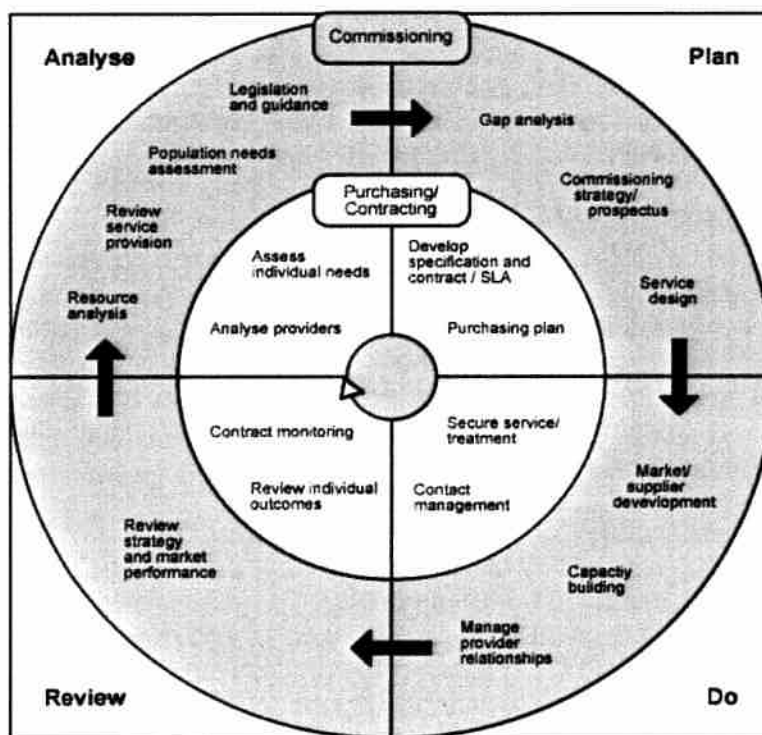 Analyse
Commissioning
Plan
Legislation
and guidance
Gap analysis
Population needs
assessment
Commissioning
strategy/
prospectus
Purchasing/
Contracting
Review
service
provision
Assess
individual needs
Develop
specification and
contract / SLA
Resource
analysis
Service
design
Analyse providers
Purchasing plan
Contract monitoring
Secure service/
treatment
Review individual
outcomes
Contact
management
Market/
supplier
devevelopment
Review
strategy
and market
performance
Capactiy
building
Manage
provider
relationships
Review
Do